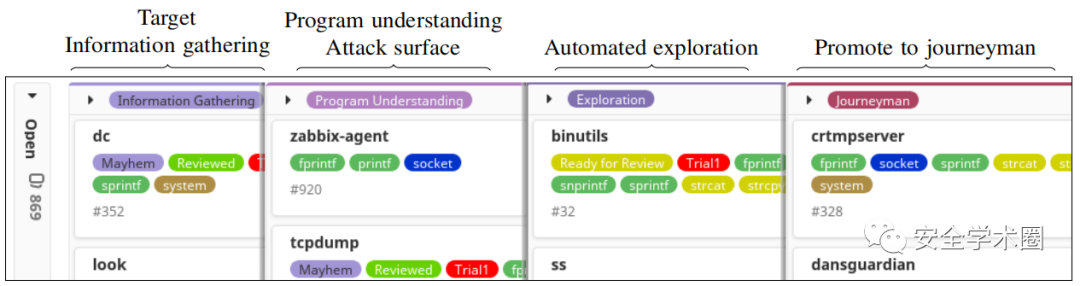 Target
Information gathering
Program understanding
Attack surface
Automated exploration
Promote to journeyman
Open
869
Information Gathering
dc
Mayhem Reviewed
sprintf system
#352
look
Program Understanding
zabbix-agent
fprintf printf socket
#920
tcpdump
Mayhem Reviewed Trial1
Exploration
binutils
Ready for Review Trial1 fprintf
snprintf sprintf strcat strcp
#32
ss
Journeyman
crtmpserver
fprintf socket sprintf strcat st
system
#328
dansguardian
安全学术圈